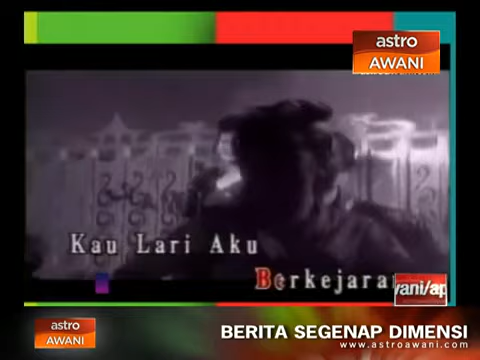 astro
AWANI
Kau Lari Aku
Berkejaran
astro
AWANI
BERITA SEGENAP DIMENSI
www.astroawani.com